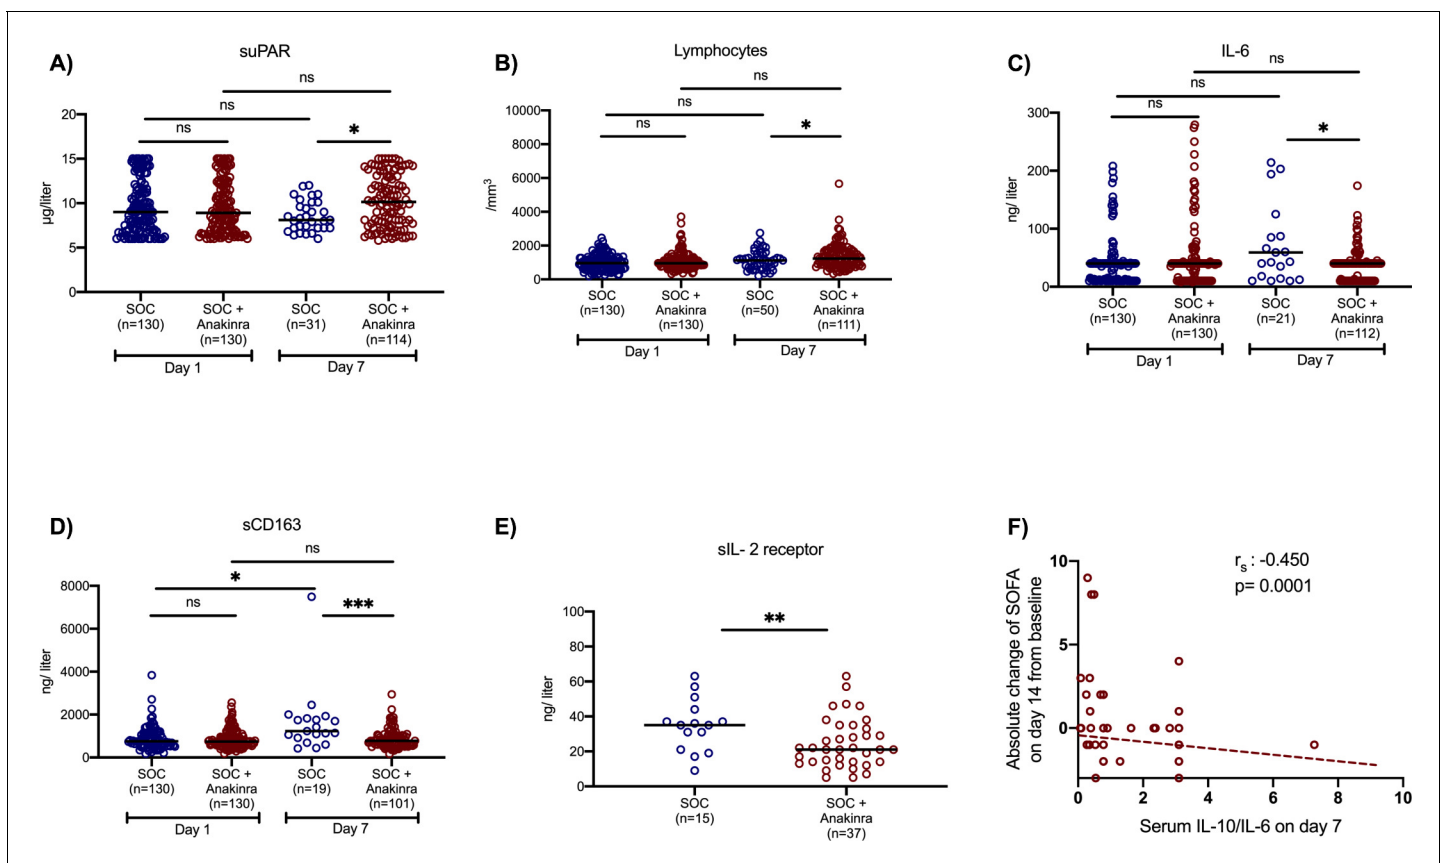 A)
suPAR
ns
ns
ns
*
20
15
10
5
0
µg/liter
SOC
(n=130)
SOC +
Anakinra
(n=130)
SOC
(n=31)
SOC +
Anakinra
(n=114)
Day 1
Day 7
B)
Lymphocytes
ns
ns
ns
*
10000
8000
6000
4000
2000
0
/mm³
SOC
(n=130)
SOC +
Anakinra
(n=130)
SOC
(n=50)
SOC +
Anakinra
(n=111)
Day 1
Day 7
C)
IL-6
ns
ns
ns
*
300
200
100
0
ng/ liter
SOC
(n=130)
SOC +
Anakinra
(n=130)
SOC
(n=21)
SOC +
Anakinra
(n=112)
Day 1
Day 7
D)
sCD163
ns
*
ns
***
8000
6000
4000
2000
0
ng/ liter
SOC
(n=130)
SOC +
Anakinra
(n=130)
SOC
(n=19)
SOC +
Anakinra
(n=101)
Day 1
Day 7
E)
sIL- 2 receptor
**
100
80
60
40
20
0
ng/ liter
SOC
(n=15)
SOC +
Anakinra
(n=37)
F)
rs : -0.450
p= 0.0001
10
5
0
Absolute change of SOFA
on day 14 from baseline
0
2
4
6
8
10
Serum IL-10/IL-6 on day 7